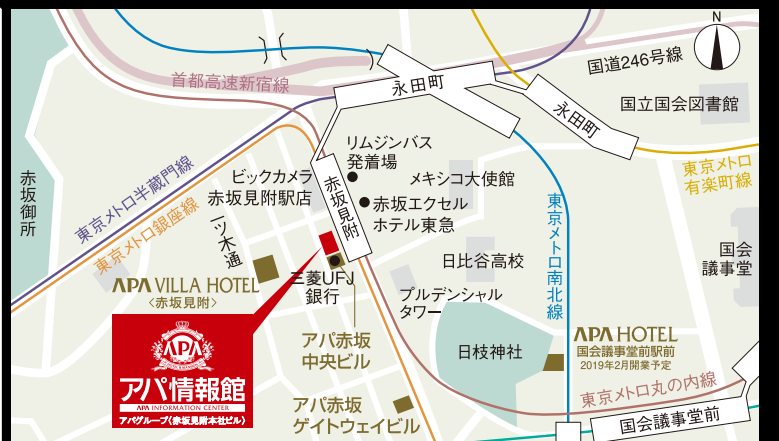 N
国道246号線
首都高速新宿線
永田町
永田町
国立国会図書館
リムジンバス
発着場
東京メトロ
有楽町線
ビックカメラ
赤坂見附駅店
赤坂見附
メキシコ大使館
赤坂御所
東京メトロ半蔵門線
東京メトロ銀座線
赤坂エクセル
ホテル東急
東京メトロ南北線
一ツ木通
国会
議事堂
日比谷高校
三菱UFJ
銀行
APA VILLA HOTEL
〈赤坂見附〉
プルデンシャル
タワー
アパ赤坂
中央ビル
日枝神社
APA HOTEL
国会議事堂前駅前
2019年2月開業予定
APA
アパ情報館
APA INFORMATION CENTER
アパグループ〈赤坂見附本社ビル〉
東京メトロ丸の内線
アパ赤坂
ゲイトウェイビル
国会議事堂前